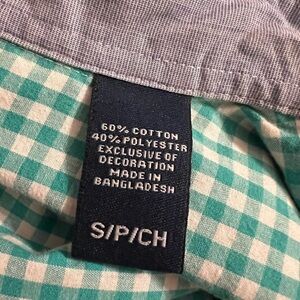 60% COTTON
40% POLYESTER
EXCLUSIVE OF
DECORATION
MADE IN
BANGLADESH
S/P/CH